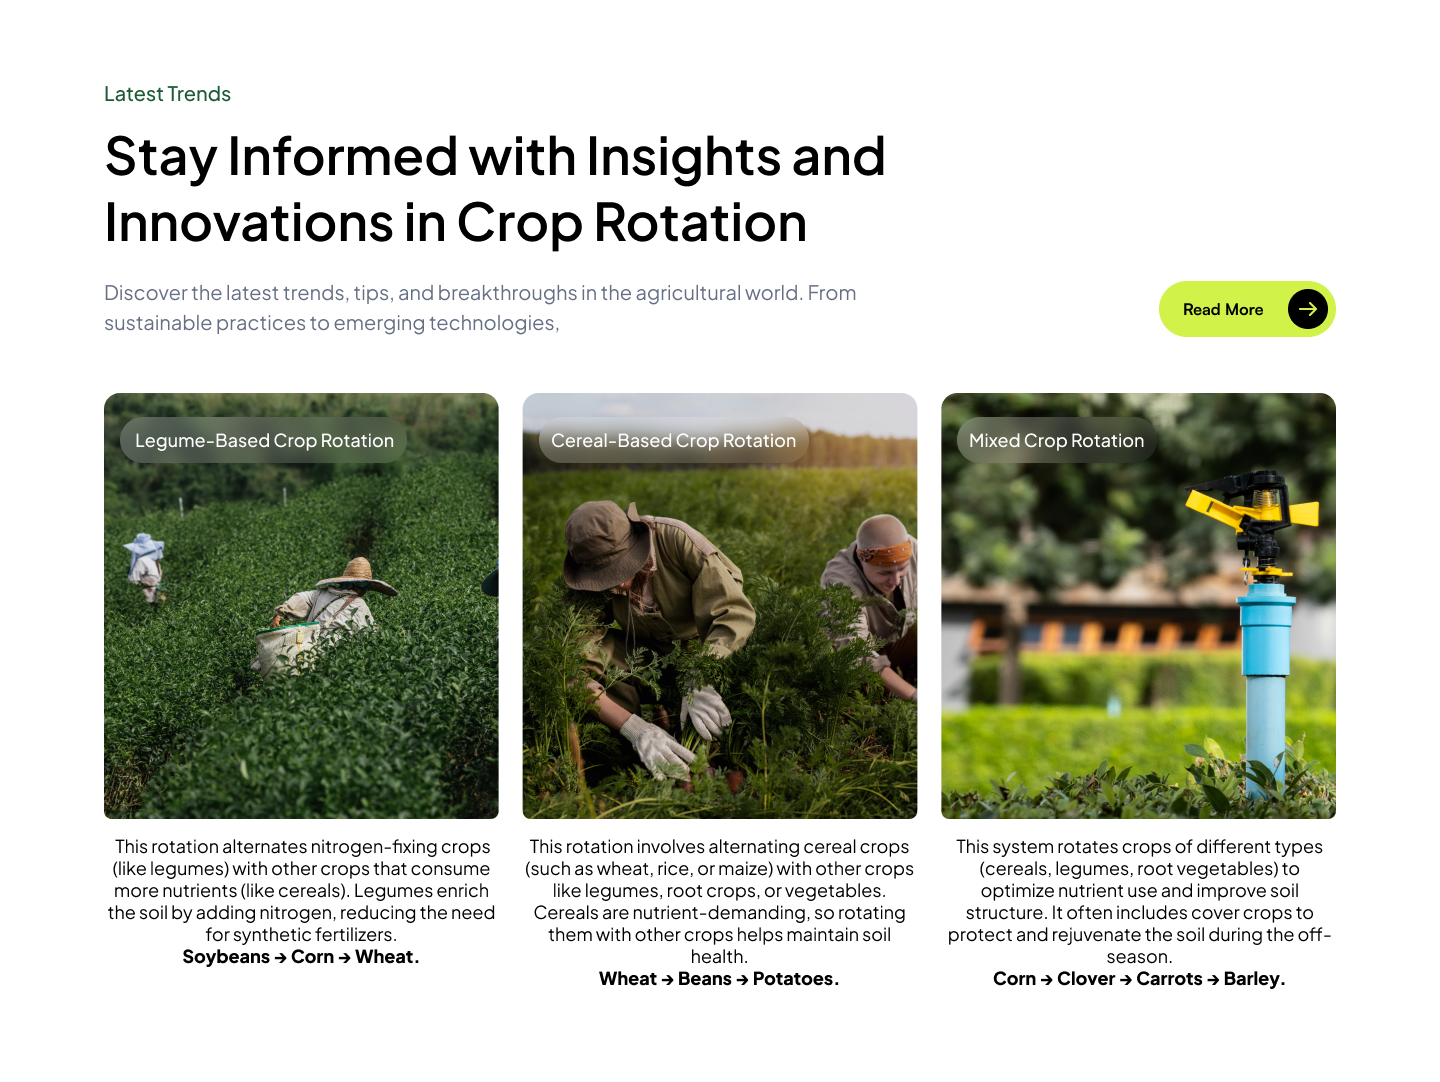 Latest Trends
Stay Informed with Insights and
Innovations in Crop Rotation
Discover the latest trends, tips, and breakthroughs in the agricultural world. From
sustainable practices to emerging technologies,
Read More
Legume-Based Crop Rotation
Cereal-Based Crop Rotation
Mixed Crop Rotation
This rotation alternates nitrogen-fixing crops
(like legumes) with other crops that consume
more nutrients (like cereals). Legumes enrich
the soil by adding nitrogen, reducing the need
for synthetic fertilizers.
Soybeans → Corn → Wheat.
This rotation involves alternating cereal crops
(such as wheat, rice, or maize) with other crops
like legumes, root crops, or vegetables.
Cereals are nutrient-demanding, so rotating
them with other crops helps maintain soil
health.
Wheat → Beans → Potatoes.
This system rotates crops of different types
(cereals, legumes, root vegetables) to
optimize nutrient use and improve soil
structure. It often includes cover crops to
protect and rejuvenate the soil during the off-
season.
Corn → Clover → Carrots → Barley.